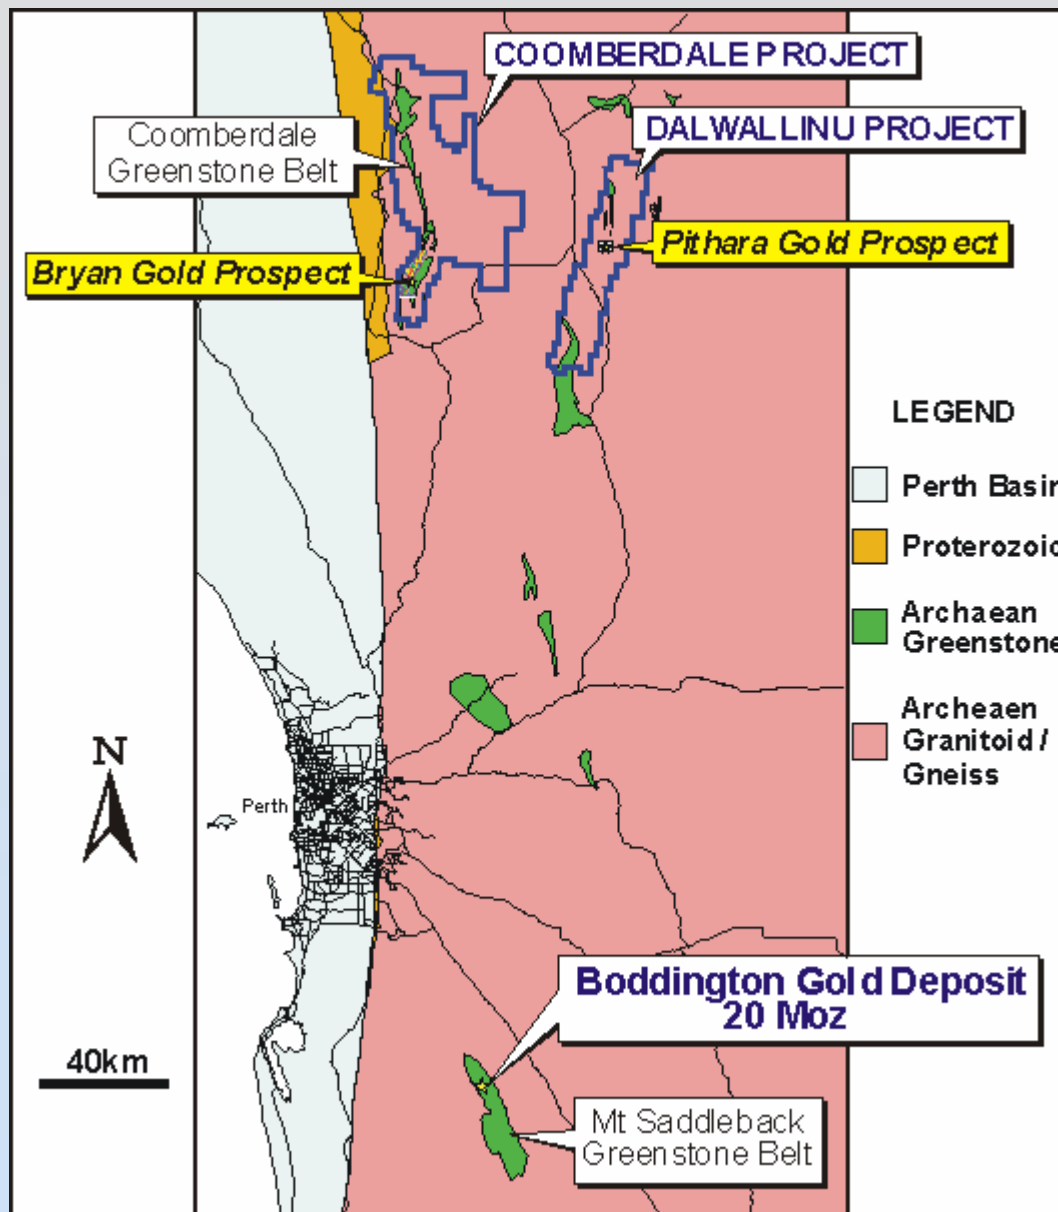 COOMBERDALE PROJECT
Coomberdale
Greenstone Belt
DALWALLINU PROJECT
Pithara Gold Prospect
Bryan Gold Prospect
LEGEND
Perth Basin
Proterozoic
Archaean
Greenstone
Archeaen
Granitoid /
Gneiss
N
Perth
Boddington Gold Deposit
20 Moz
40km
Mt Saddleback
Greenstone Belt